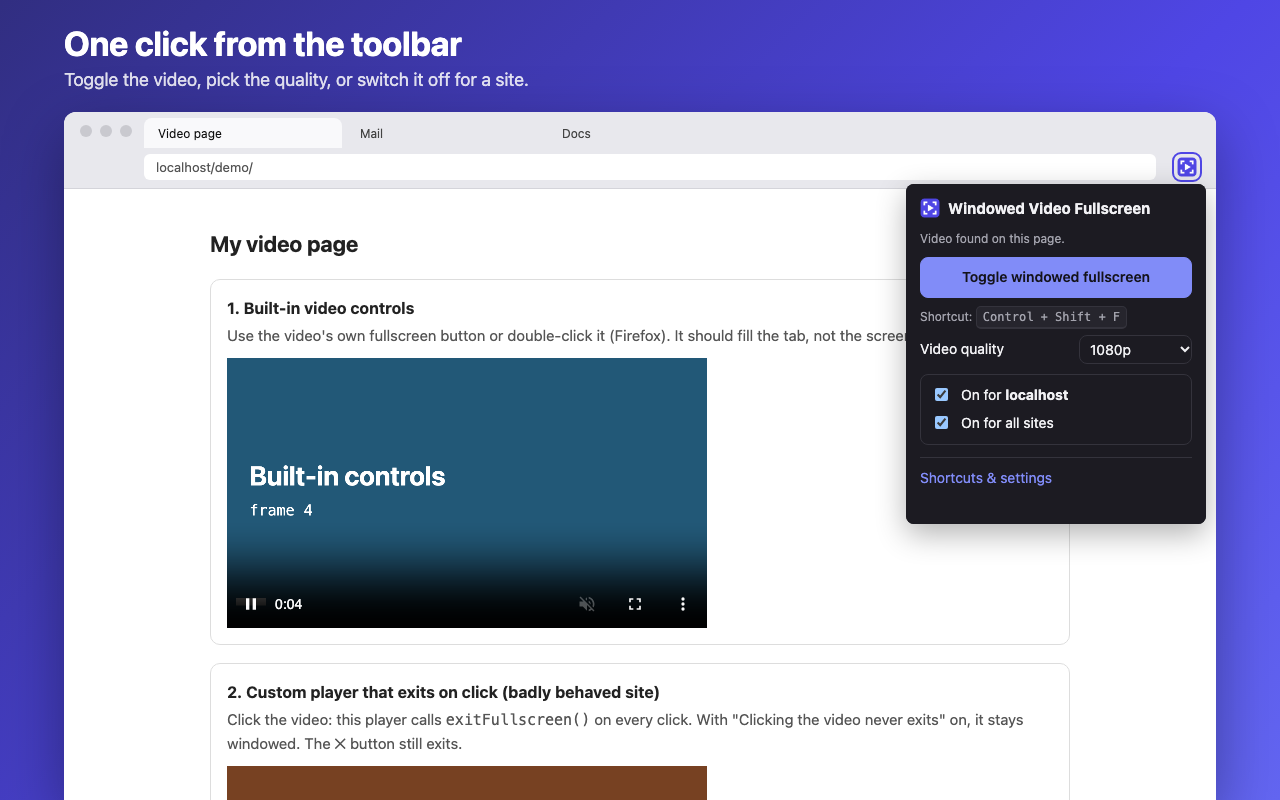 One click from the toolbar
Toggle the video, pick the quality, or switch it off for a site.
Video page
Mail
Docs
localhost/demo/
Windowed Video Fullscreen
Video found on this page.
Toggle windowed fullscreen
Shortcut: Control + Shift + F
Video quality
1080p
On for localhost
On for all sites
Shortcuts & settings
My video page
1. Built-in video controls
Use the video's own fullscreen button or double-click it (Firefox). It should fill the tab, not the screen
Built-in controls
frame 4
0:04
2. Custom player that exits on click (badly behaved site)
Click the video: this player calls exitFullscreen() on every click. With "Clicking the video never exits" on, it stays
windowed. The ✕ button still exits.